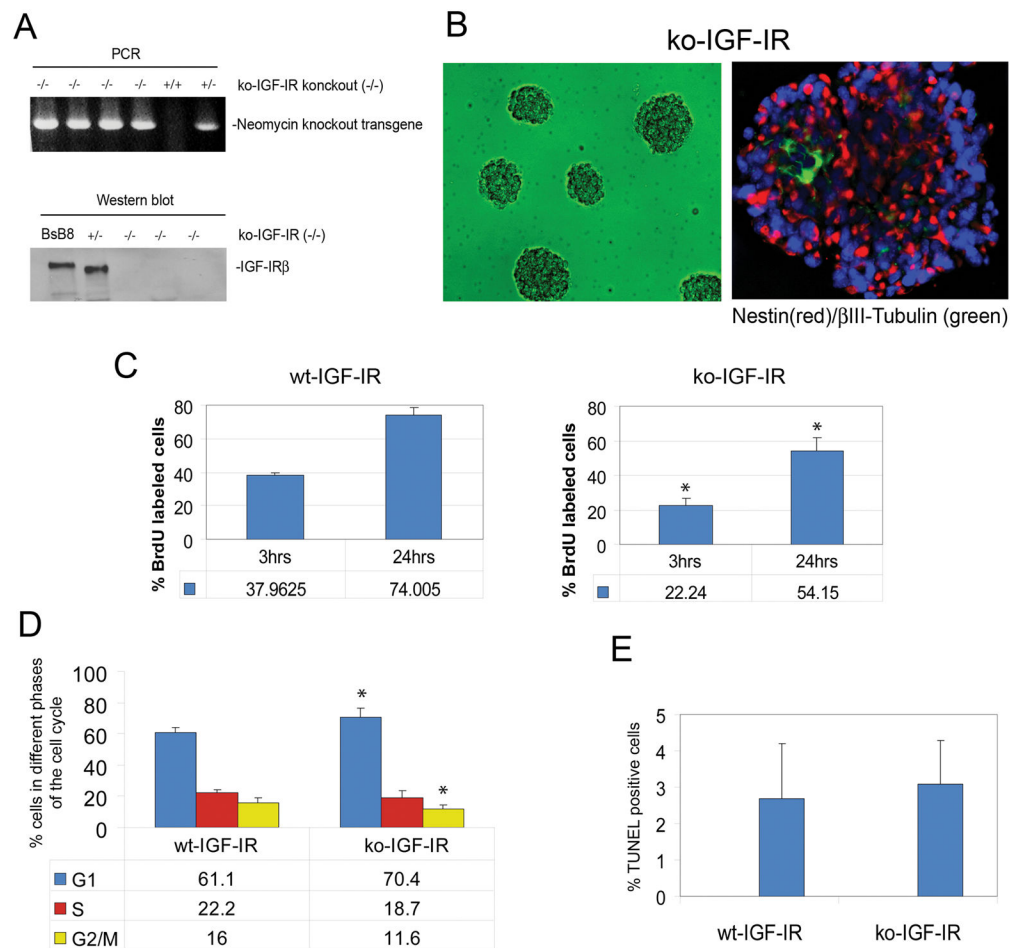 A
PCR
-/- -/- -/- -/- +/+ +/- ko-IGF-IR konckout (-/-)
-Neomycin knockout transgene
Western blot
BsB8 +/- -/- -/- -/- ko-IGF-IR (-/-)
-IGF-IRβ
B
ko-IGF-IR
Nestin(red)/βIII-Tubulin (green)
C
wt-IGF-IR
% BrdU labeled cells
80
60
40
20
0
3hrs 24hrs
37.9625 74.005
ko-IGF-IR
% BrdU labeled cells
80
60
40
20
0
* *
3hrs 24hrs
22.24 54.15
D
% cells in different phases
of the cell cycle
100
80
60
40
20
0
* *
wt-IGF-IR ko-IGF-IR
G1 61.1 70.4
S 22.2 18.7
G2/M 16 11.6
E
% TUNEL positive cells
5
4
3
2
1
0
wt-IGF-IR ko-IGF-IR